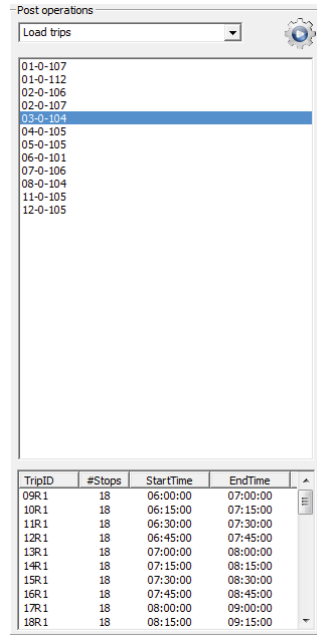 Post operations
Load trips
01-0-107
01-0-112
02-0-106
02-0-107
03-0-104
04-0-105
05-0-105
06-0-101
07-0-106
08-0-104
11-0-105
12-0-105
TripID #Stops StartTime EndTime
09R1 18 06:00:00 07:00:00
10R1 18 06:15:00 07:15:00
11R1 18 06:30:00 07:30:00
12R1 18 06:45:00 07:45:00
13R1 18 07:00:00 08:00:00
14R1 18 07:15:00 08:15:00
15R1 18 07:30:00 08:30:00
16R1 18 07:45:00 08:45:00
17R1 18 08:00:00 09:00:00
18R1 18 08:15:00 09:15:00